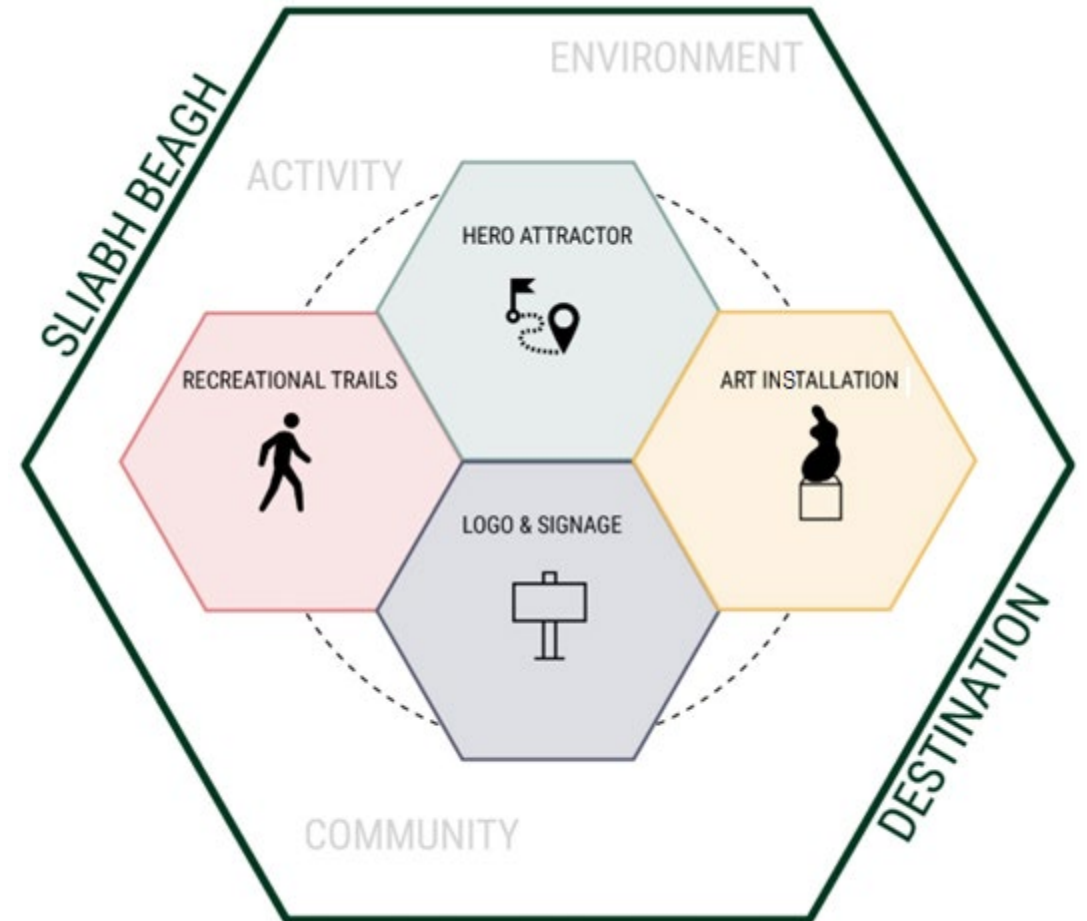 ENVIRONMENT
SLIABH BEAGH
ACTIVITY
HERO ATTRACTOR
RECREATIONAL TRAILS
ART INSTALLATION
LOGO & SIGNAGE
DESTINATION
COMMUNITY